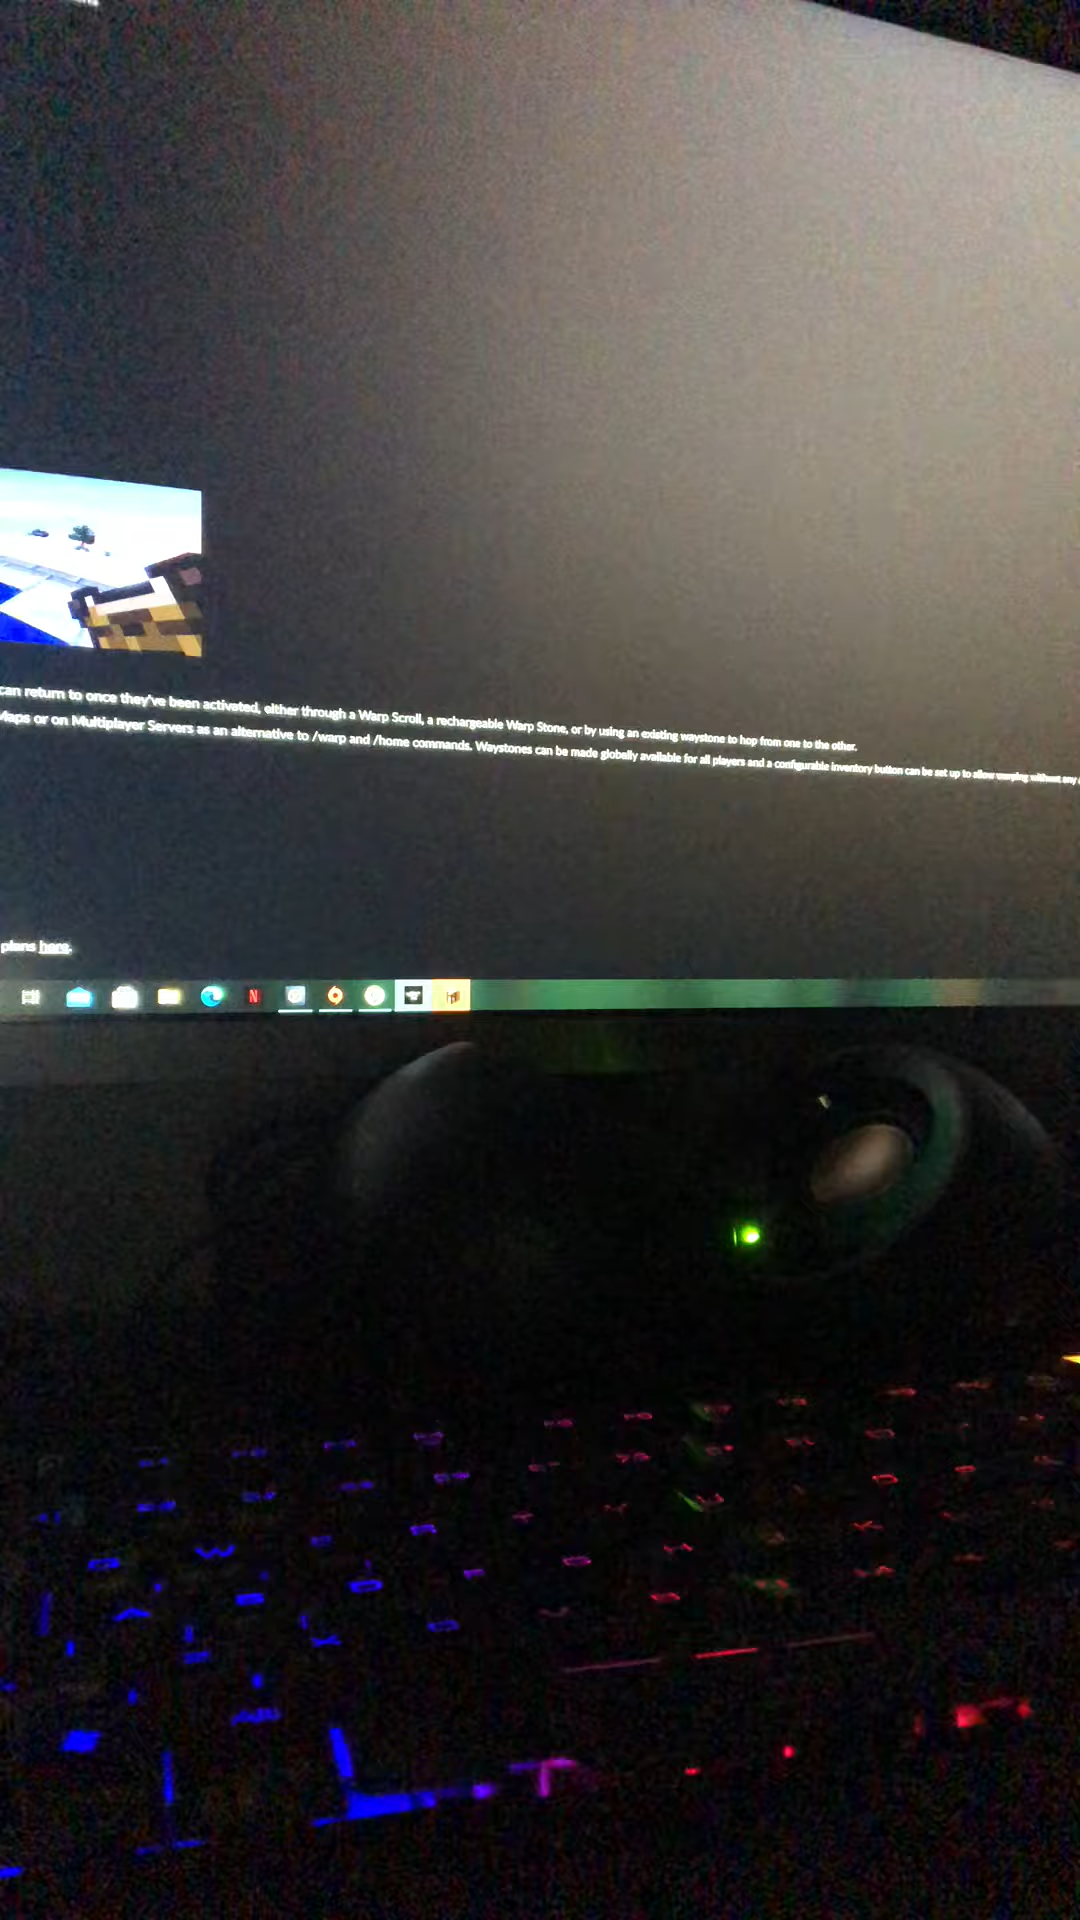 can return to once they've been activated, either through a Warp Scroll, a rechargeable Warp Stone, or by using an existing waystone to hop from one to the other.
Maps or on Multiplayer Servers as an alternative to /warp and /home commands. Waystones can be made globally available for all players and a configurable inventory button can be set up to allow warping without any
plans here.
N